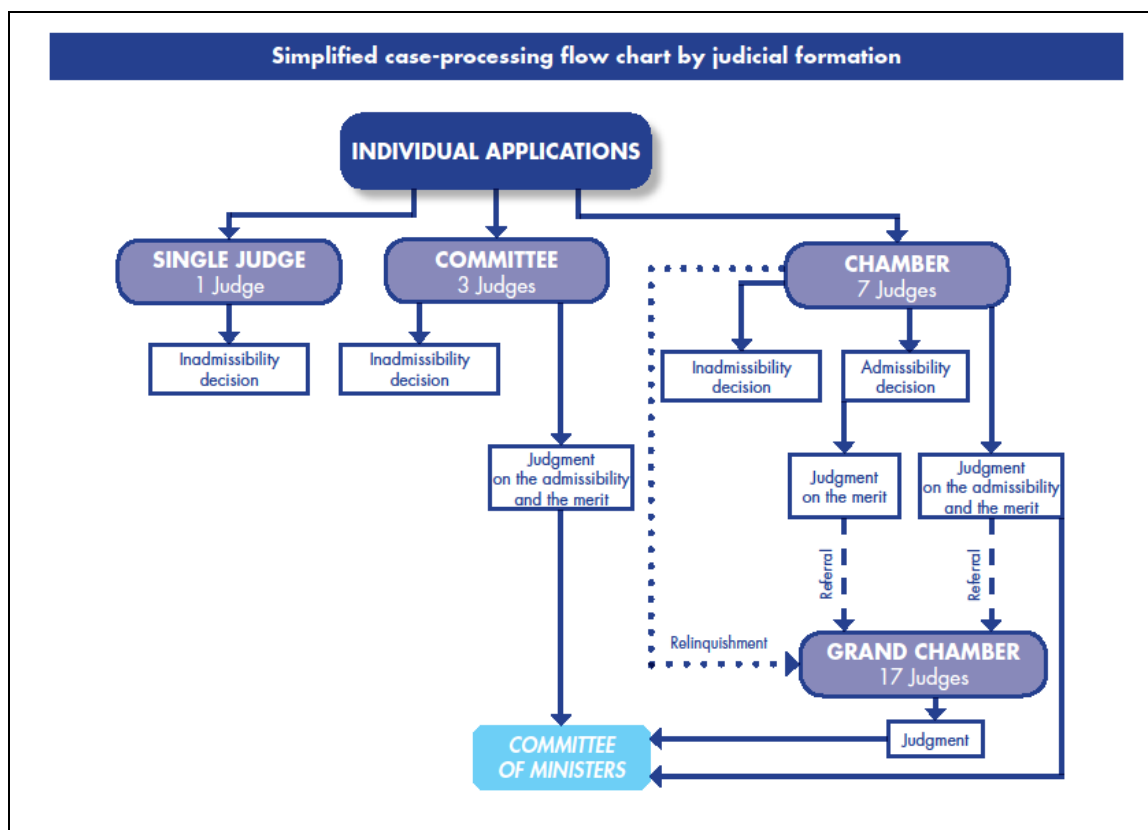 Simplified case-processing flow chart by judicial formation
INDIVIDUAL APPLICATIONS
SINGLE JUDGE
1 Judge
COMMITTEE
3 Judges
CHAMBER
7 Judges
Inadmissibility
decision
Inadmissibility
decision
Inadmissibility
decision
Admissibility
decision
Judgment
on the admissibility
and the merit
Judgment
on the merit
Judgment
on the admissibility
and the merit
Referral
Referral
Relinquishment
GRAND CHAMBER
17 Judges
Judgment
COMMITTEE
OF MINISTERS